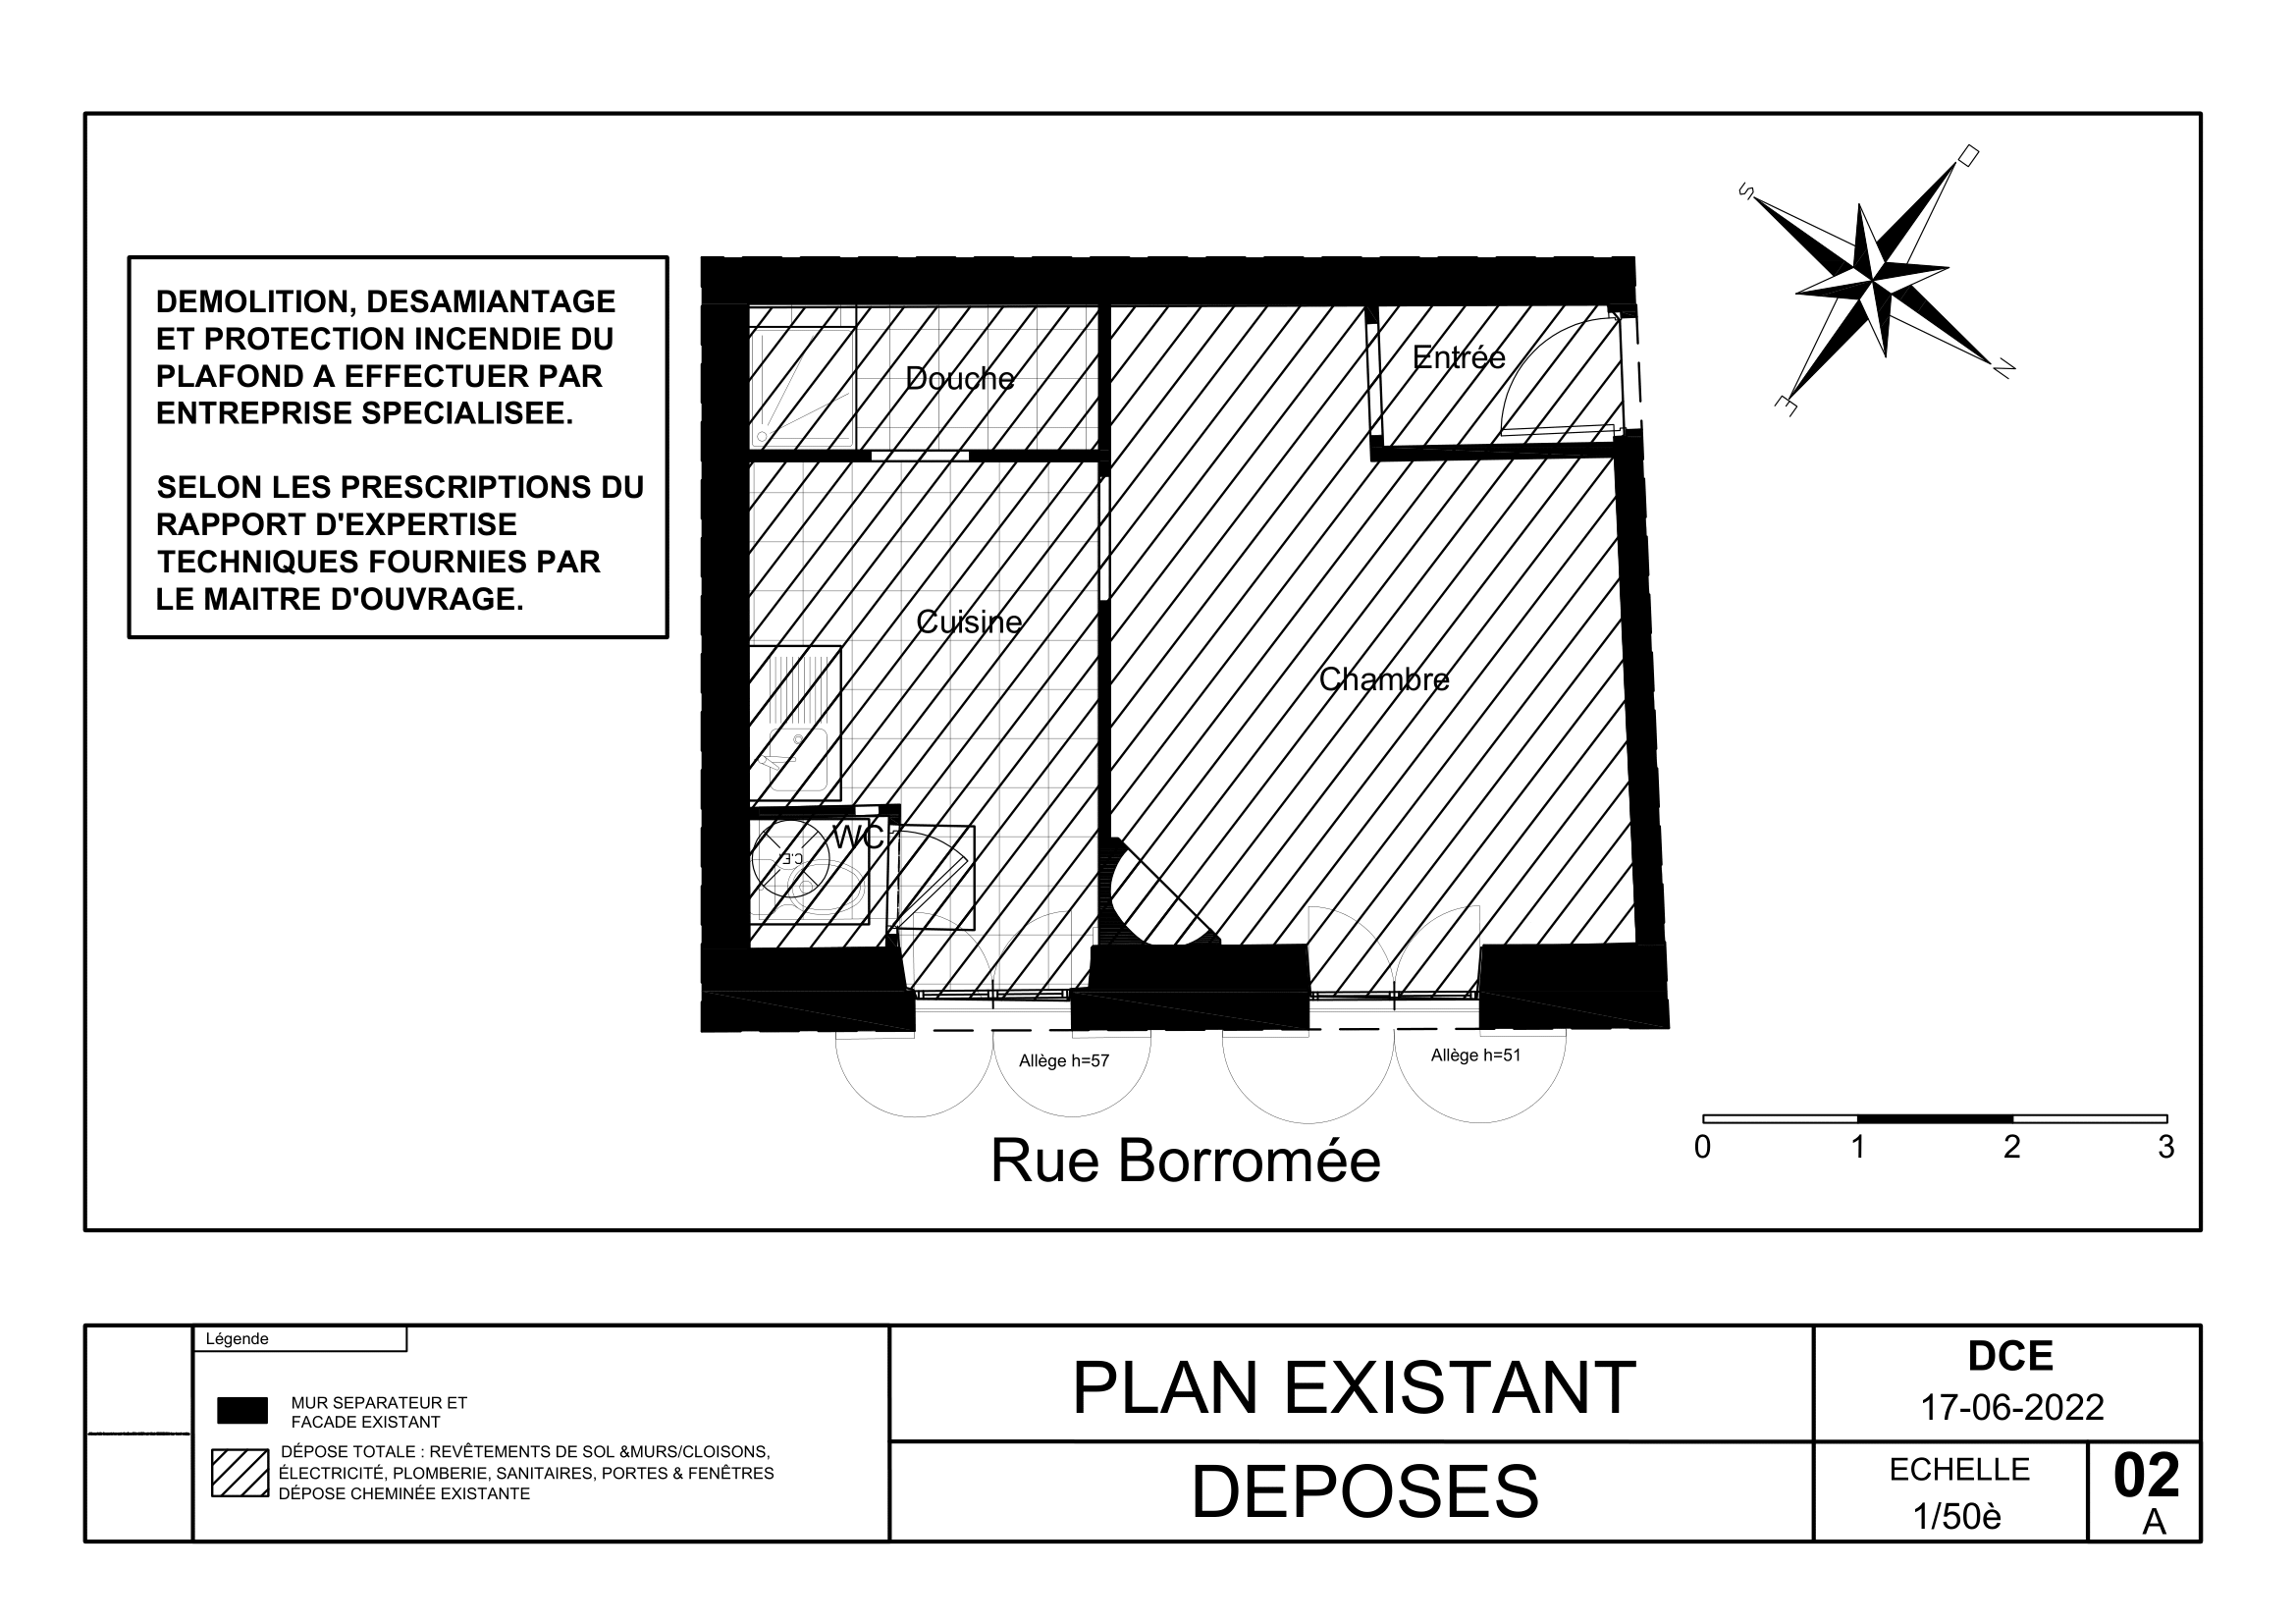 DEMOLITION, DESAMIANTAGE
ET PROTECTION INCENDIE DU
PLAFOND A EFFECTUER PAR
ENTREPRISE SPECIALISEE.
SELON LES PRESCRIPTIONS DU
RAPPORT D'EXPERTISE
TECHNIQUES FOURNIES PAR
LE MAITRE D'OUVRAGE.
Douche
Entrée
Cuisine
Chambre
WC
C.E.
S
O
N
E
Allège h=57
Allège h=51
Rue Borromée
0 1 2 3
Légende
MUR SEPARATEUR ET
FACADE EXISTANT
DÉPOSE TOTALE : REVÊTEMENTS DE SOL &MURS/CLOISONS,
ÉLECTRICITÉ, PLOMBERIE, SANITAIRES, PORTES & FENÊTRES
DÉPOSE CHEMINÉE EXISTANTE
PLAN EXISTANT
DEPOSES
DCE
17-06-2022
ECHELLE
1/50è
02
A